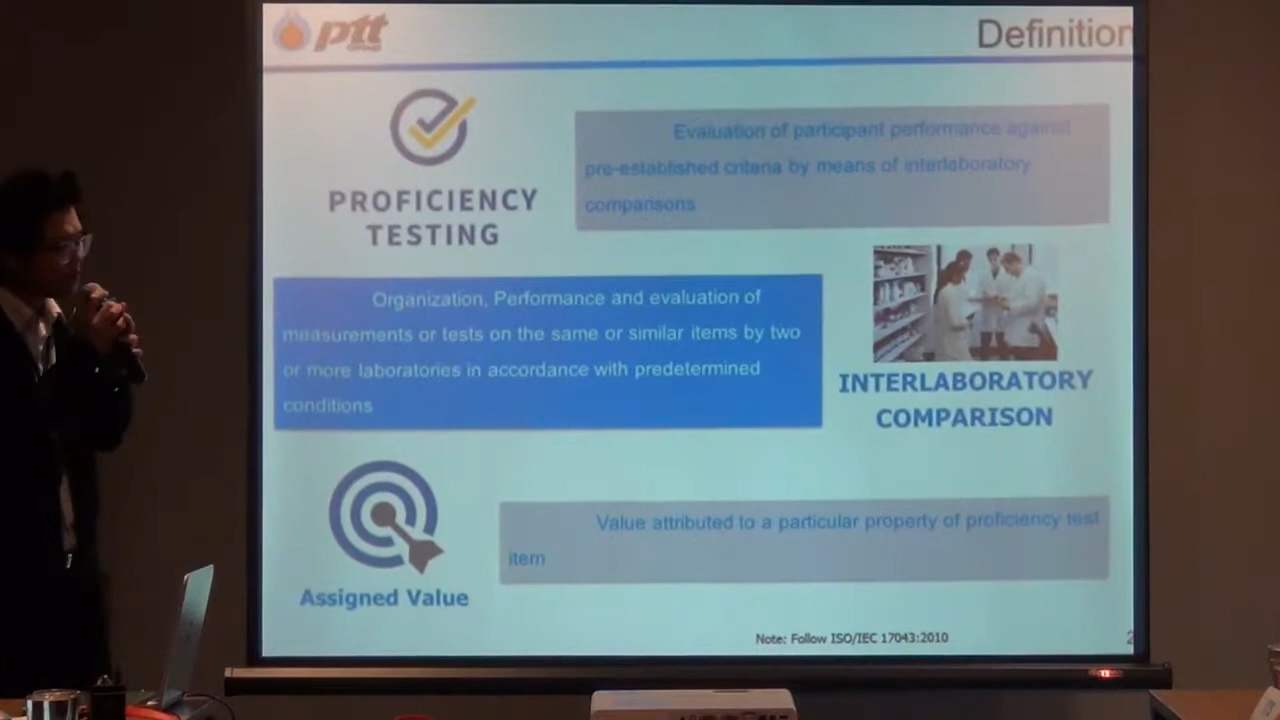 ptt
Group
Definition
PROFICIENCY
TESTING
Evaluation of participant performance against
pre-established criteria by means of interlaboratory
comparisons
Organization, Performance and evaluation of
measurements or tests on the same or similar items by two
or more laboratories in accordance with predetermined
conditions
INTERLABORATORY
COMPARISON
Assigned Value
Value attributed to a particular property of proficiency test
item
Note: Follow ISO/IEC 17043:2010
2